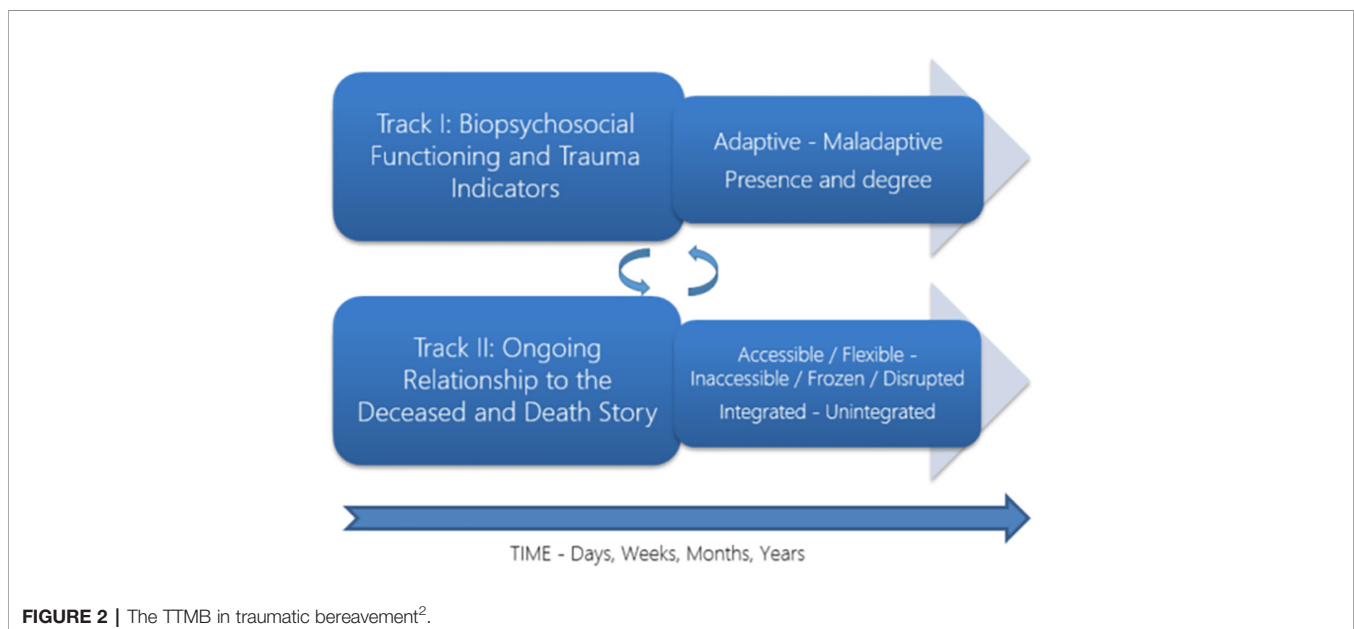 Track I: Biopsychosocial
Functioning and Trauma
Indicators
Adaptive - Maladaptive
Presence and degree
Track II: Ongoing
Relationship to the
Deceased and Death Story
Accessible / Flexible -
Inaccessible / Frozen / Disrupted
Integrated - Unintegrated
TIME - Days, Weeks, Months, Years
FIGURE 2 | The TTMB in traumatic bereavement².